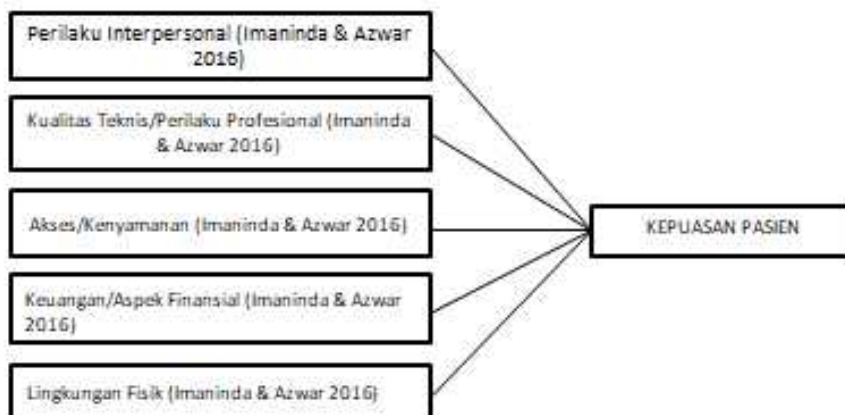 Perilaku Interpersonal (Imaninda & Azwar
2016)
Kualitas Teknis/Perilaku Profesional (Imaninda
& Azwar 2016)
Akses/Kenyamanan (Imaninda & Azwar 2016)
KEPUASAN PASIEN
Keuangan/Aspek Finansial (Imaninda & Azwar
2016)
Lingkungan Fisik (Imaninda & Azwar 2016)